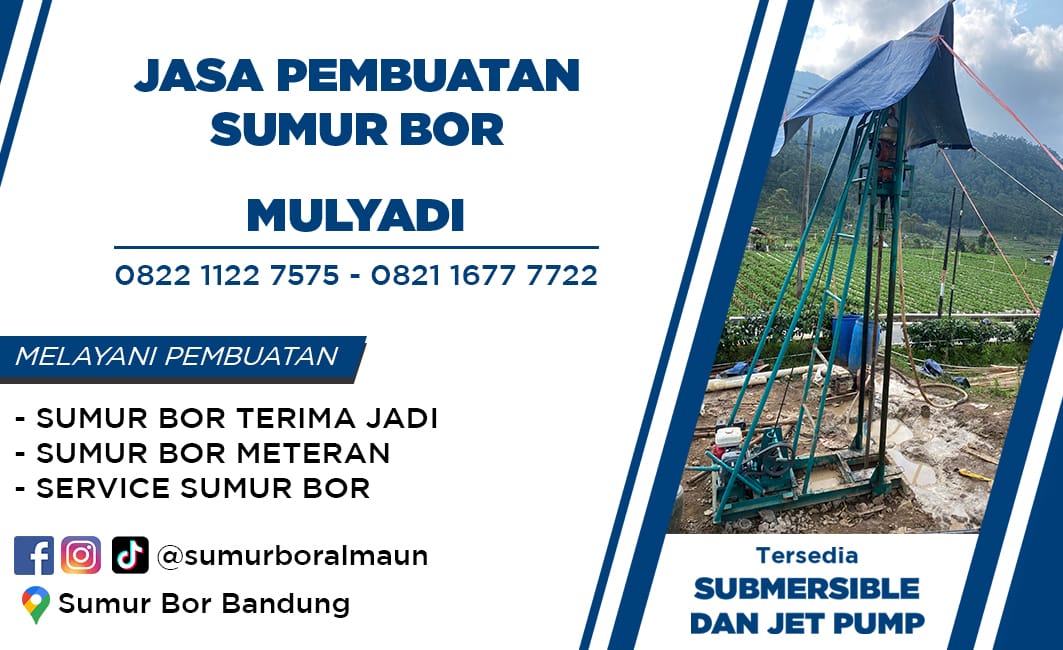 JASA PEMBUATAN
SUMUR BOR
MULYADI
0822 1122 7575 - 0821 1677 7722
MELAYANI PEMBUATAN
- SUMUR BOR TERIMA JADI
- SUMUR BOR METERAN
- SERVICE SUMUR BOR
@sumurboralmaun
Sumur Bor Bandung
Tersedia
SUBMERSIBLE
DAN JET PUMP